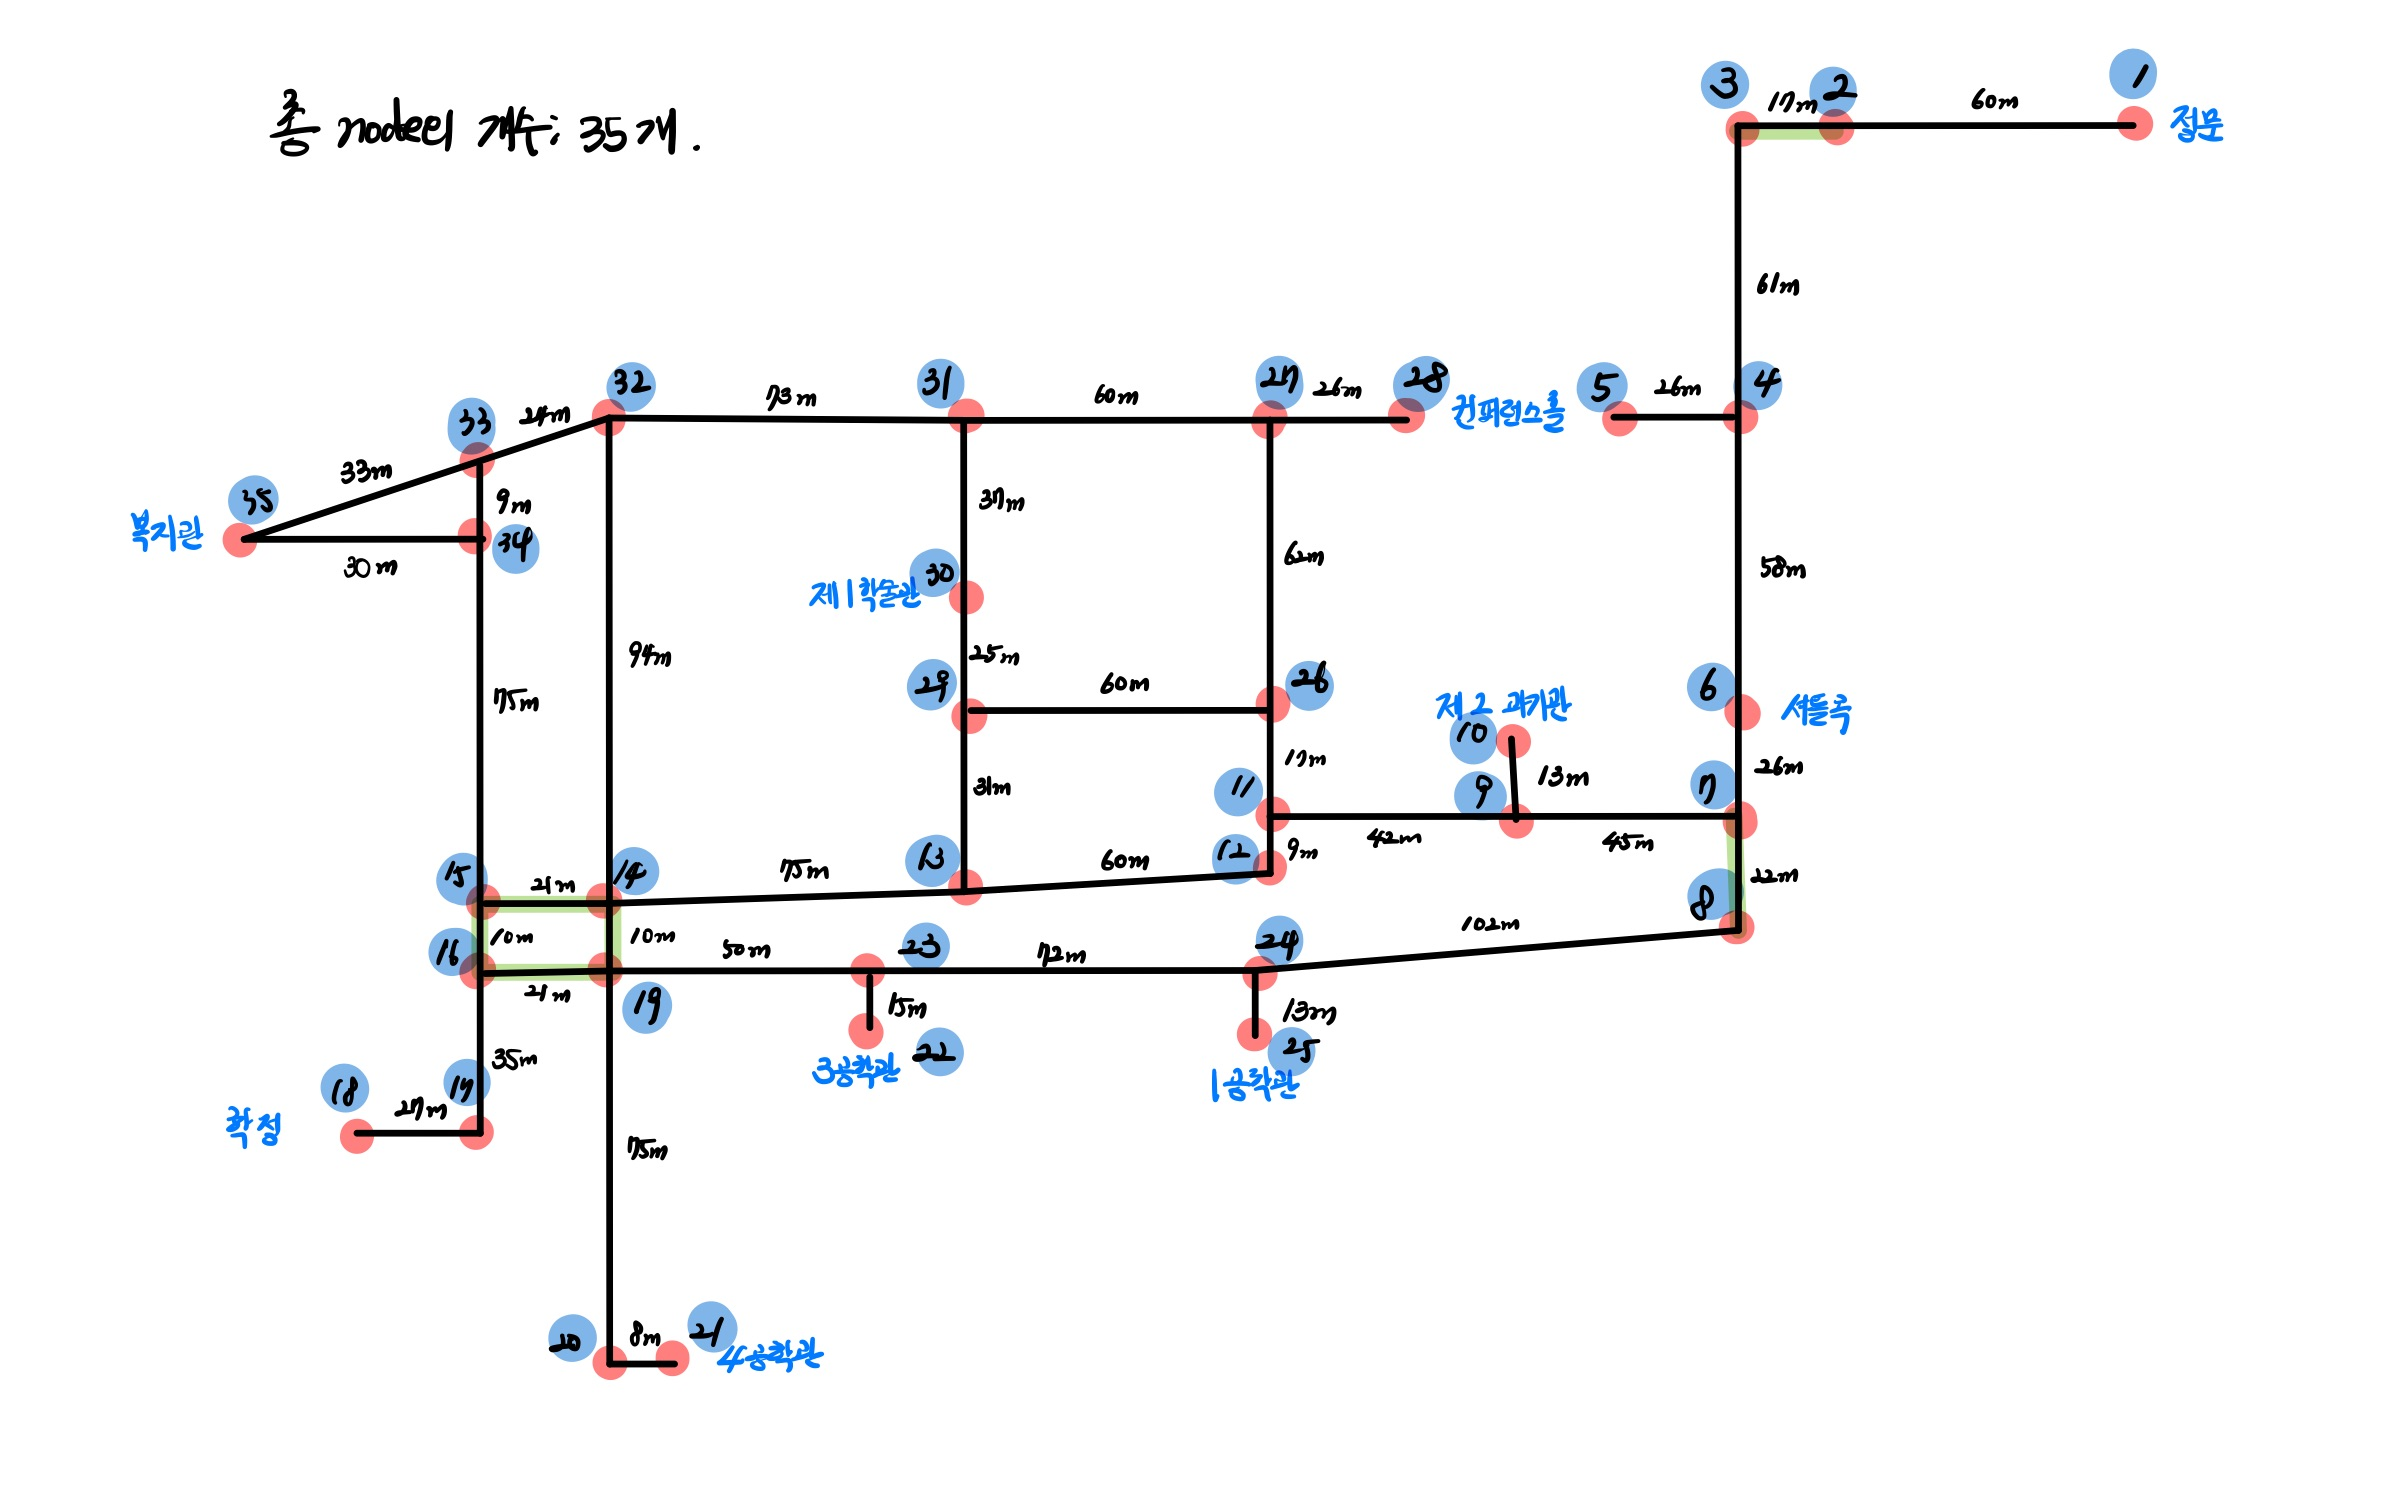 총 node의 개수: 35개.
1
정문
60m
2
17m
3
61m
4
26m
5
58m
6
셔틀콕
26m
7
22m
8
45m
9
13m
10
제2 과기관
42m
11
9m
12
17m
26
62m
27
26m
28
컨퍼런스홀
60m
31
73m
32
24m
33
33m
35
복지관
9m
34
30m
37m
30
제1학술관
25m
29
60m
31m
13
60m
75m
14
94m
75m
15
21m
10m
10m
16
21m
19
35m
17
27m
18
학정
50m
23
15m
22
3공학관
72m
24
102m
13m
25
1공학관
75m
20
8m
21
4공학관